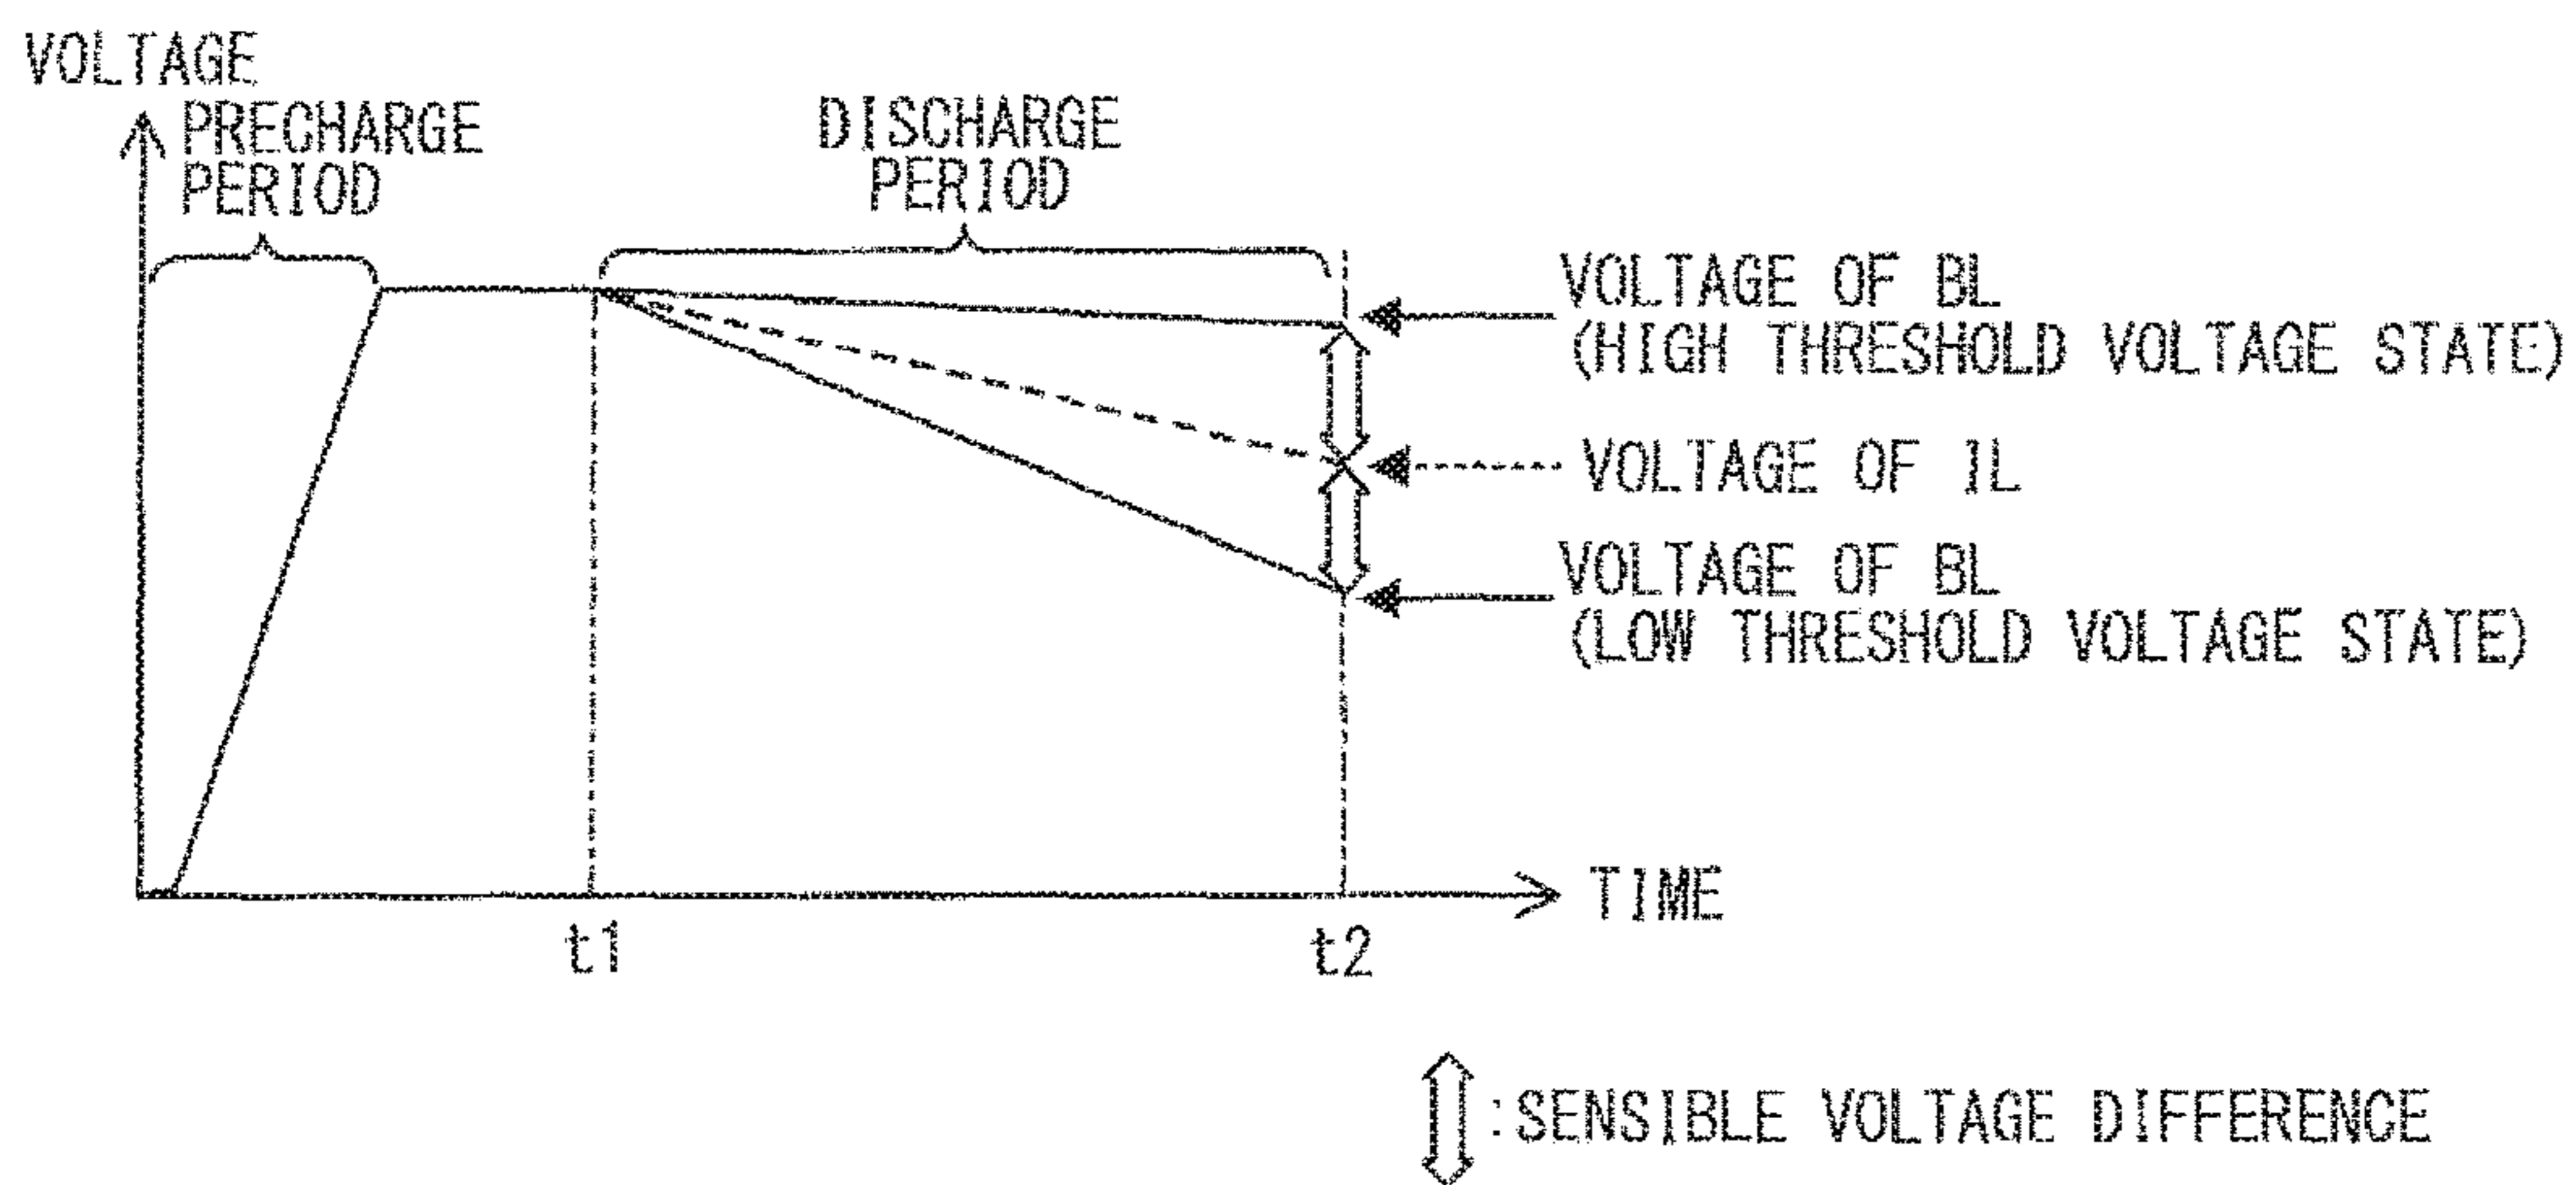 VOLTAGE
PRECHARGE
PERIOD
DISCHARGE
PERIOD
VOLTAGE OF BL
(HIGH THRESHOLD VOLTAGE STATE)
VOLTAGE OF IL
VOLTAGE OF BL
(LOW THRESHOLD VOLTAGE STATE)
TIME
t1
t2
:SENSIBLE VOLTAGE DIFFERENCE